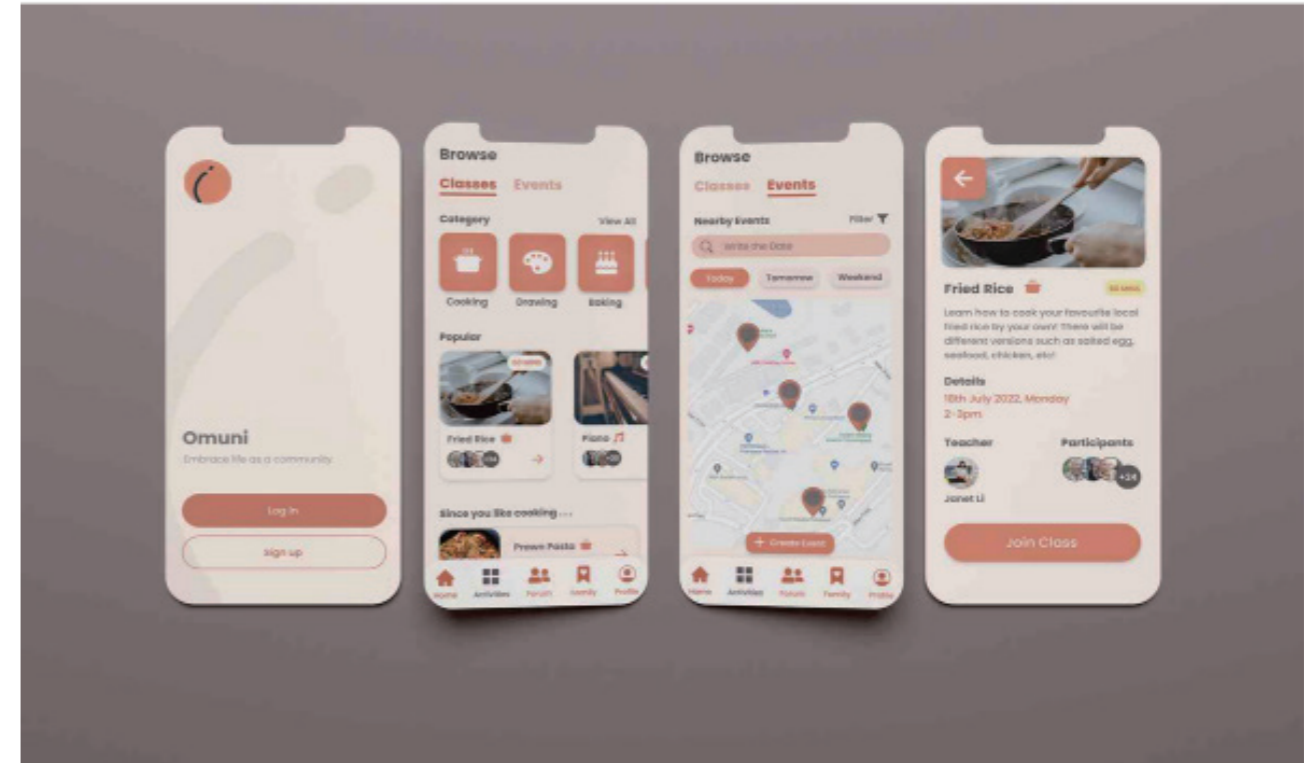 Omuni
Embrace life as a community.
Log in
Sign up
Browse
Classes Events
Category View All
Cooking Drawing Baking
Popular
Fried Rice Piano
Since you like cooking ...
Prawn Pasta
Home Activities Forum Family Profile
Browse
Classes Events
Nearby Events Filter
Write the Date
Today Tomorrow Weekend
+ Create Event
Home Activities Forum Family Profile
Fried Rice
Learn how to cook your favourite local
fried rice by your own! There will be
different versions such as salted egg,
seafood, chicken, etc!
Details
18th July 2022, Monday
2-3pm
Teacher Participants
+24
Janet Li
Join Class